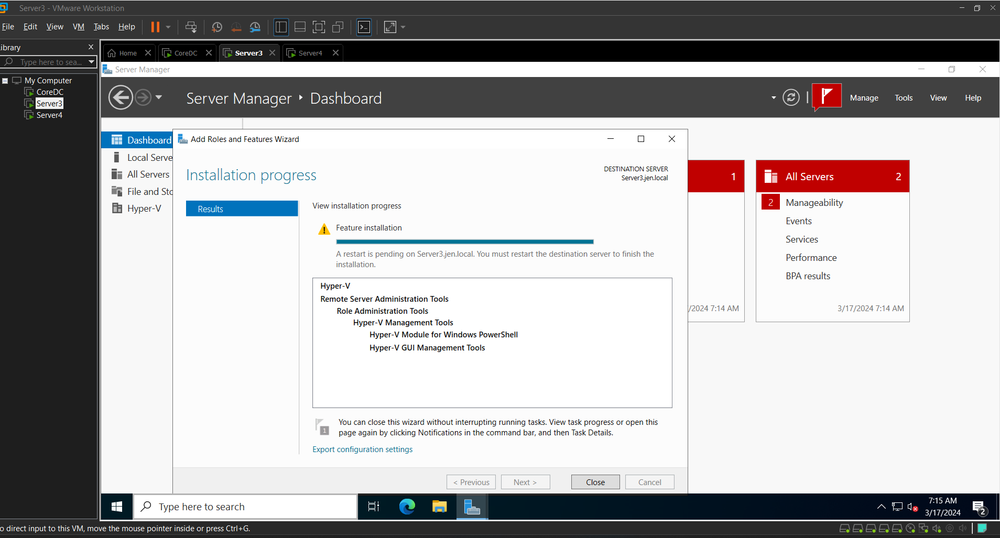 Server3 - VMware Workstation
File Edit View VM Tabs Help
ibrary
Type here to sea...
My Computer
CoreDC
Server3
Server4
Home CoreDC Server3 Server4
Server Manager
Server Manager Dashboard
Manage Tools View Help
Dashboard
Local Serve
All Servers
File and Sto
Hyper-V
Add Roles and Features Wizard
Installation progress
DESTINATION SERVER
Server3.jen.local
Results
View installation progress
Feature installation
A restart is pending on Server3.jen.local. You must restart the destination server to finish the
installation.
Hyper-V
Remote Server Administration Tools
Role Administration Tools
Hyper-V Management Tools
Hyper-V Module for Windows PowerShell
Hyper-V GUI Management Tools
1
You can close this wizard without interrupting running tasks. View task progress or open this
page again by clicking Notifications in the command bar, and then Task Details.
Export configuration settings
< Previous Next > Close Cancel
1
/2024 7:14 AM
All Servers 2
2 Manageability
Events
Services
Performance
BPA results
3/17/2024 7:14 AM
Type here to search
7:15 AM
3/17/2024
2
o direct input to this VM, move the mouse pointer inside or press Ctrl+G.